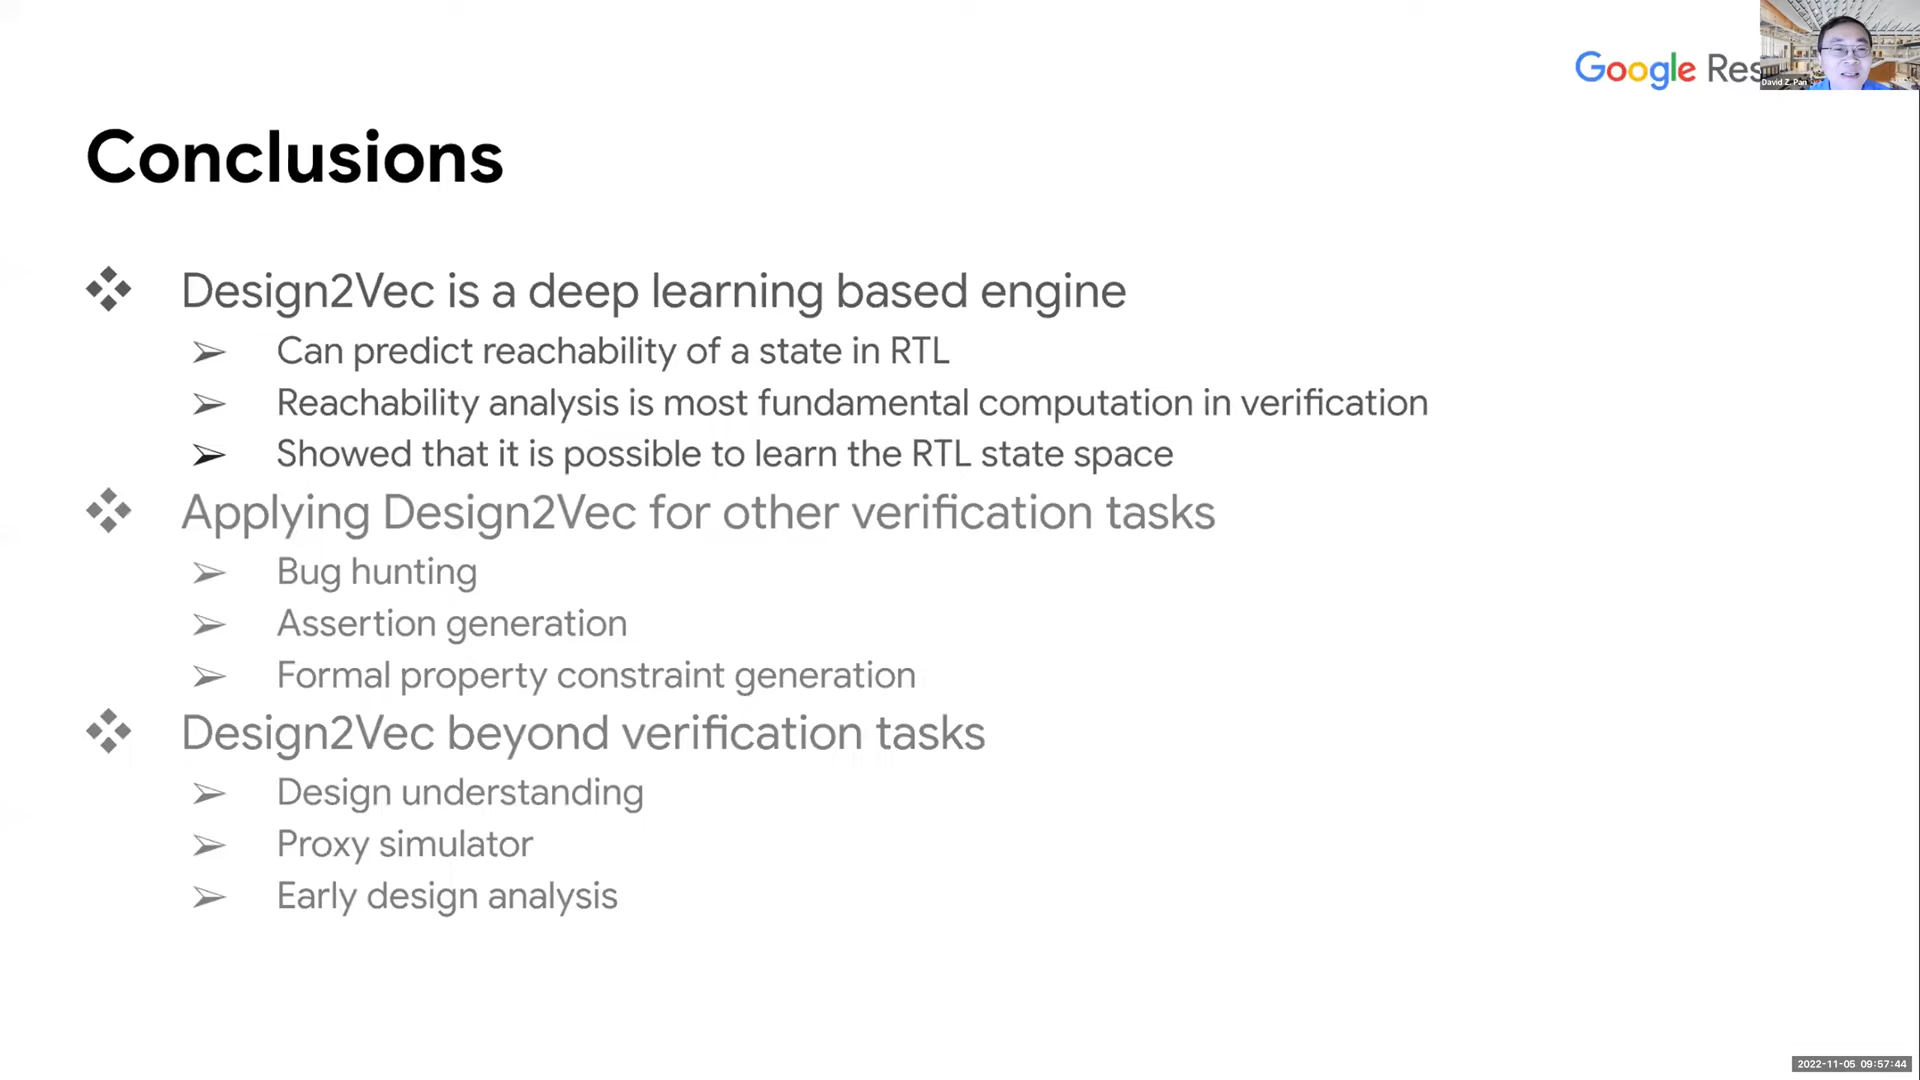 Google Res
David Z. Pan
Conclusions
Design2Vec is a deep learning based engine
Can predict reachability of a state in RTL
Reachability analysis is most fundamental computation in verification
Showed that it is possible to learn the RTL state space
Applying Design2Vec for other verification tasks
Bug hunting
Assertion generation
Formal property constraint generation
Design2Vec beyond verification tasks
Design understanding
Proxy simulator
Early design analysis
2022-11-05 09:57:44